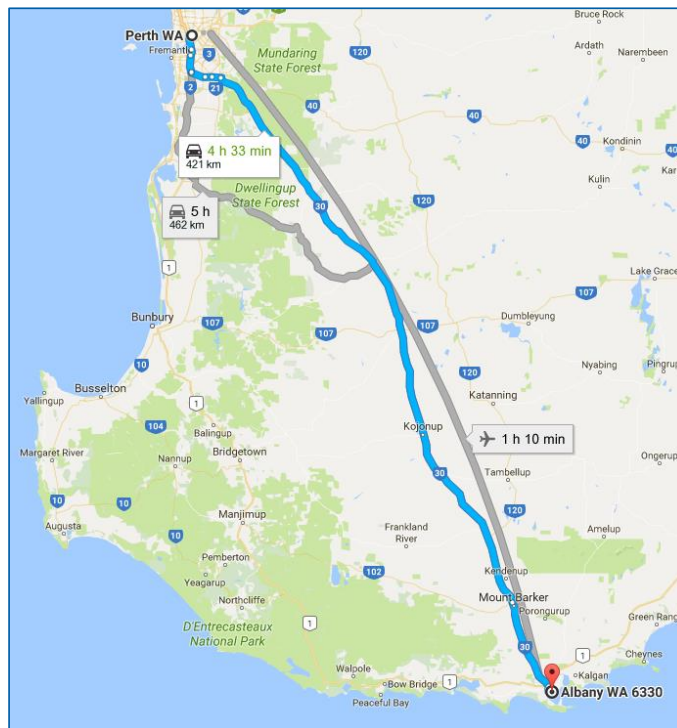 Bruce Rock
Perth WA
Fremantl
3
Mundaring
State Forest
120
Ardath
Narembeen
2
21
40
40
40
Kondinin
Kar
4 h 33 min
421 km
Dwellingup
State Forest
Kulin
120
5 h
462 km
30
1
Lake Grace
107
Bunbury
107
107
Dumbleyung
10
120
Nyabing
Pingrup
Busselton
Yallingup
1
Katanning
104
Balingup
Kojonup
1 h 10 min
Margaret River
Nannup
Bridgetown
Ongerup
10
10
30
Tambellup
Augusta
Manjimup
120
10
Frankland
River
Amelup
Pemberton
102
Kendenup
Yeagarup
Mount Barker
Northcliffe
Porongurup
1
Green Range
D'Entrecasteaux
National Park
30
1
Cheynes
Walpole
Kalgan
Bow Bridge
1
Albany WA 6330
Peaceful Bay